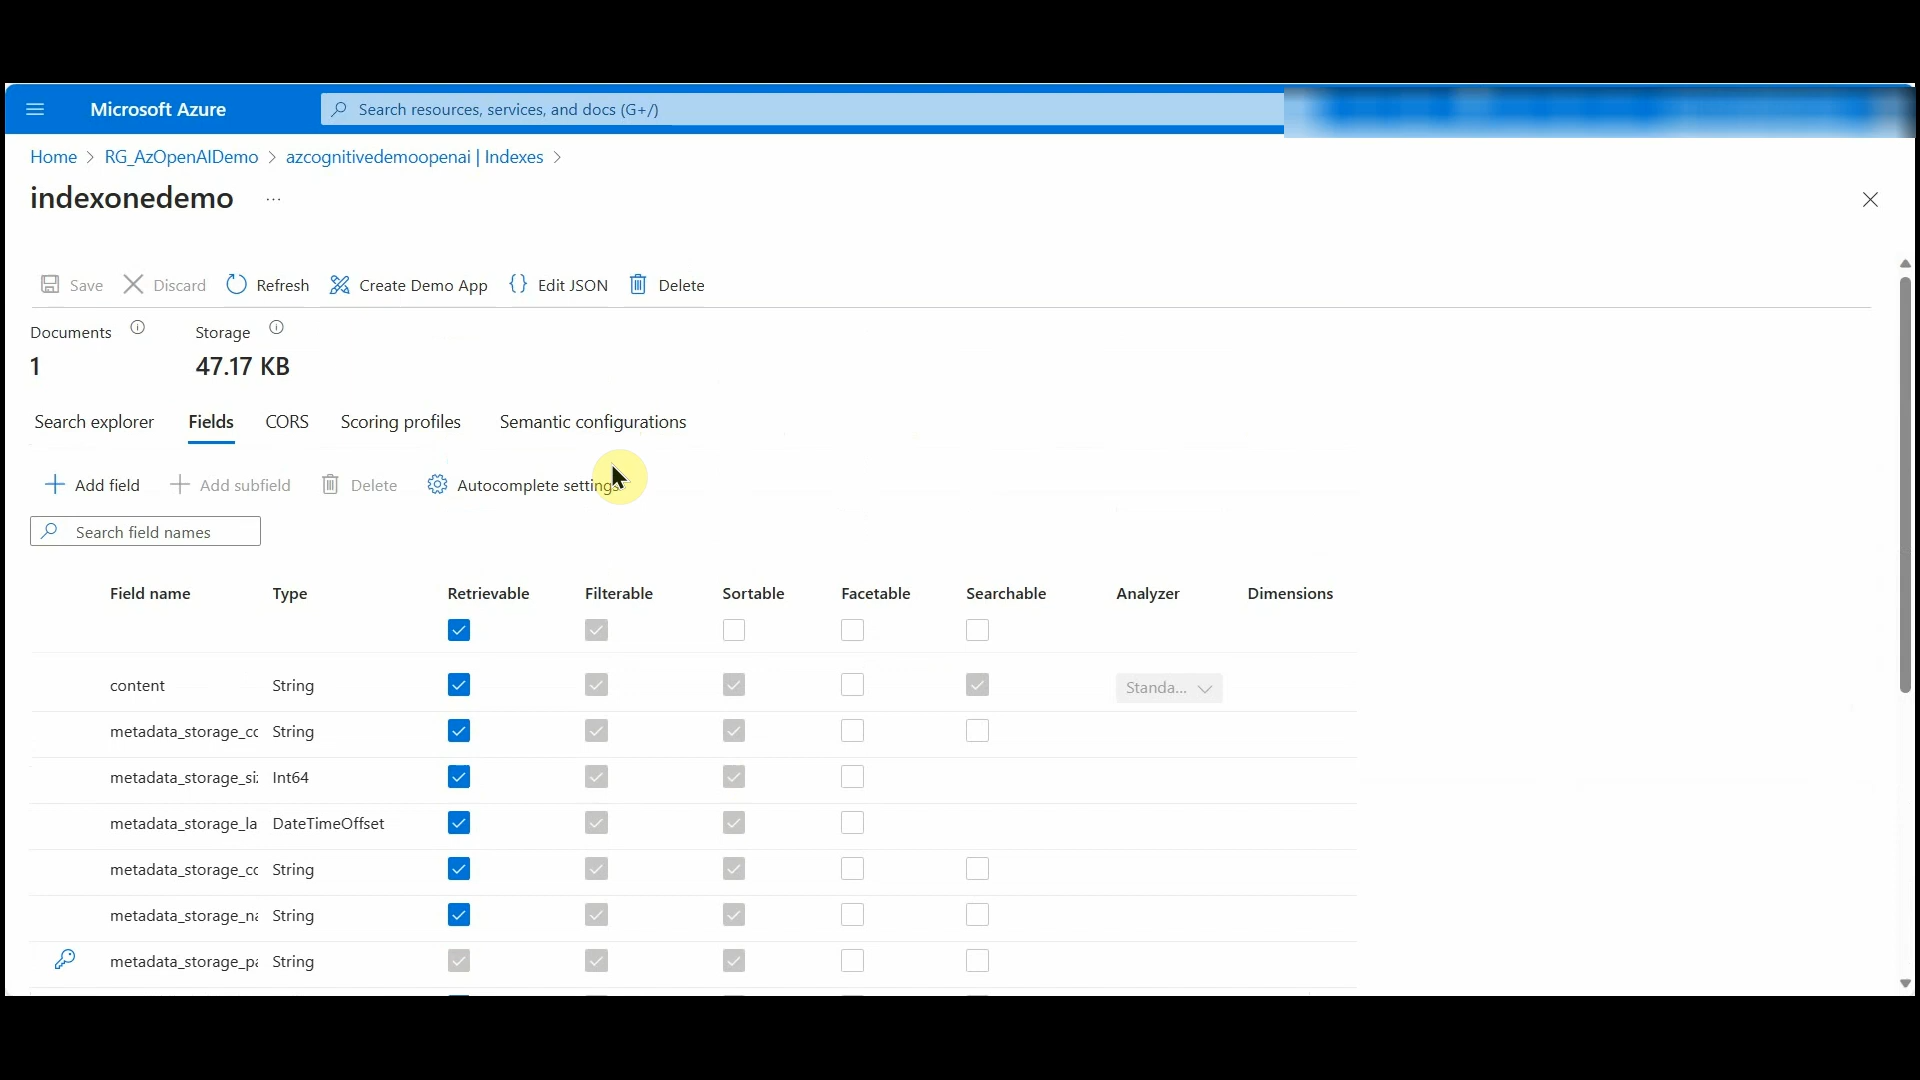 Microsoft Azure
Search resources, services, and docs (G+/)
Home > RG_AzOpenAIDemo > azcognitivedemoopenai | Indexes >
indexonedemo ...
Save Discard Refresh Create Demo App {} Edit JSON Delete
Documents Storage
1 47.17 KB
Search explorer Fields CORS Scoring profiles Semantic configurations
+ Add field + Add subfield Delete Autocomplete settings
Search field names
Field name Type Retrievable Filterable Sortable Facetable Searchable Analyzer Dimensions
content String Standa...
metadata_storage_cc String
metadata_storage_si: Int64
metadata_storage_la DateTimeOffset
metadata_storage_cc String
metadata_storage_na String
metadata_storage_pa String